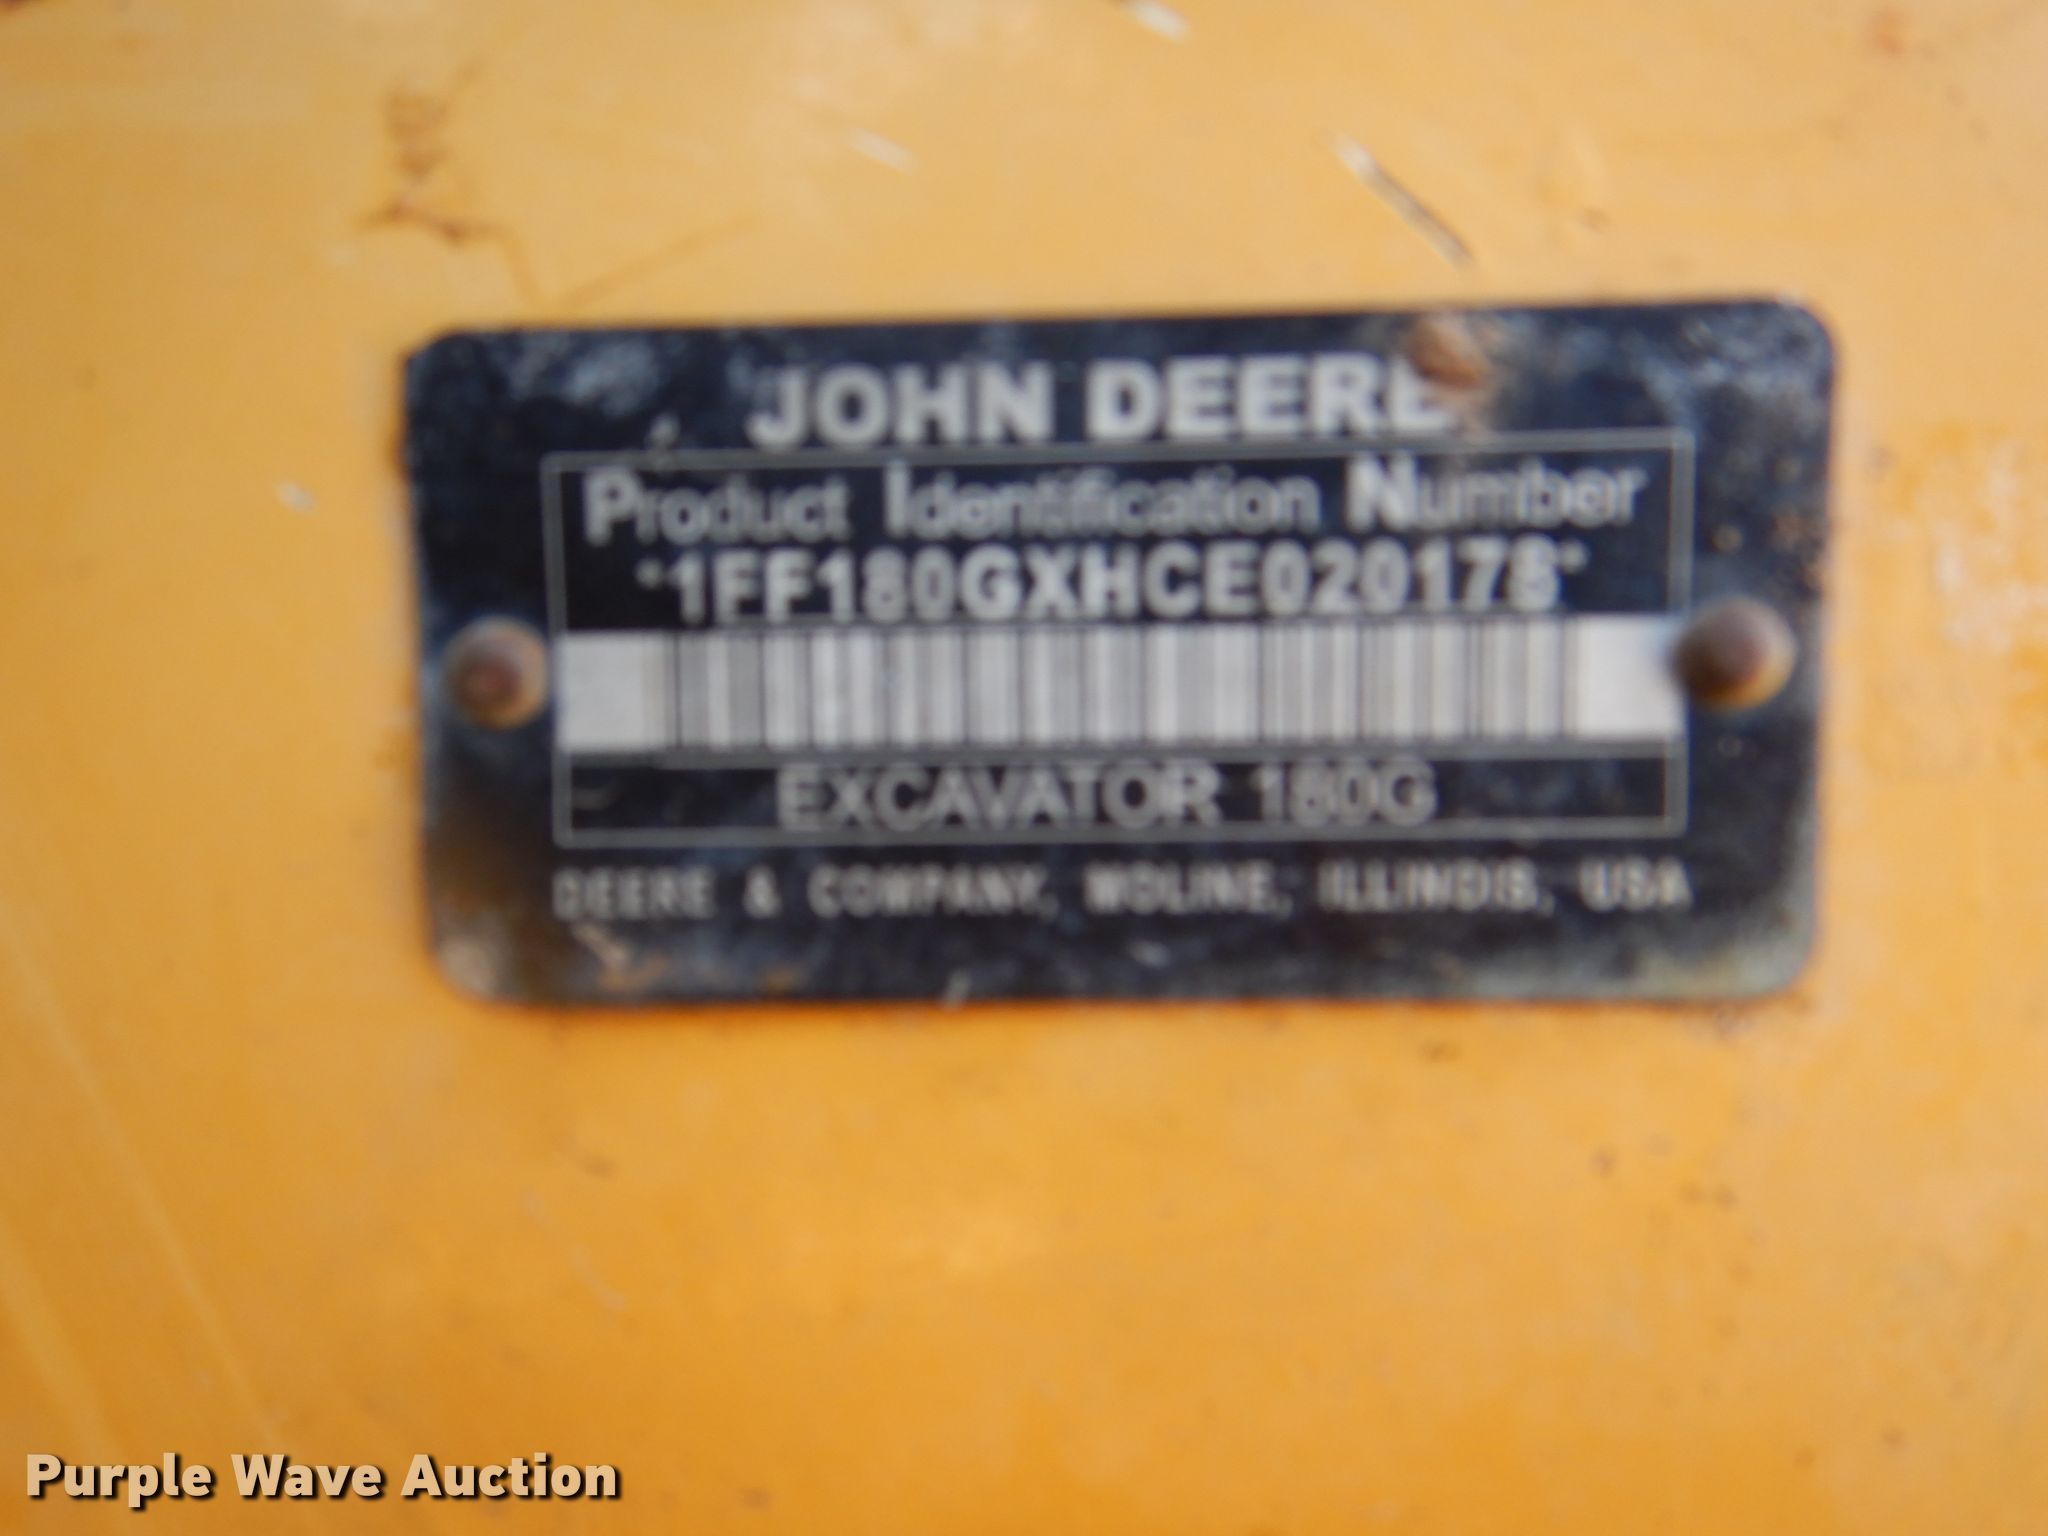 JOHN DEERE
Product Identification Number
*1FF180GXHCE020178*
EXCAVATOR 180G
DEERE & COMPANY, MOLINE, ILLINOIS, USA
Purple Wave Auction